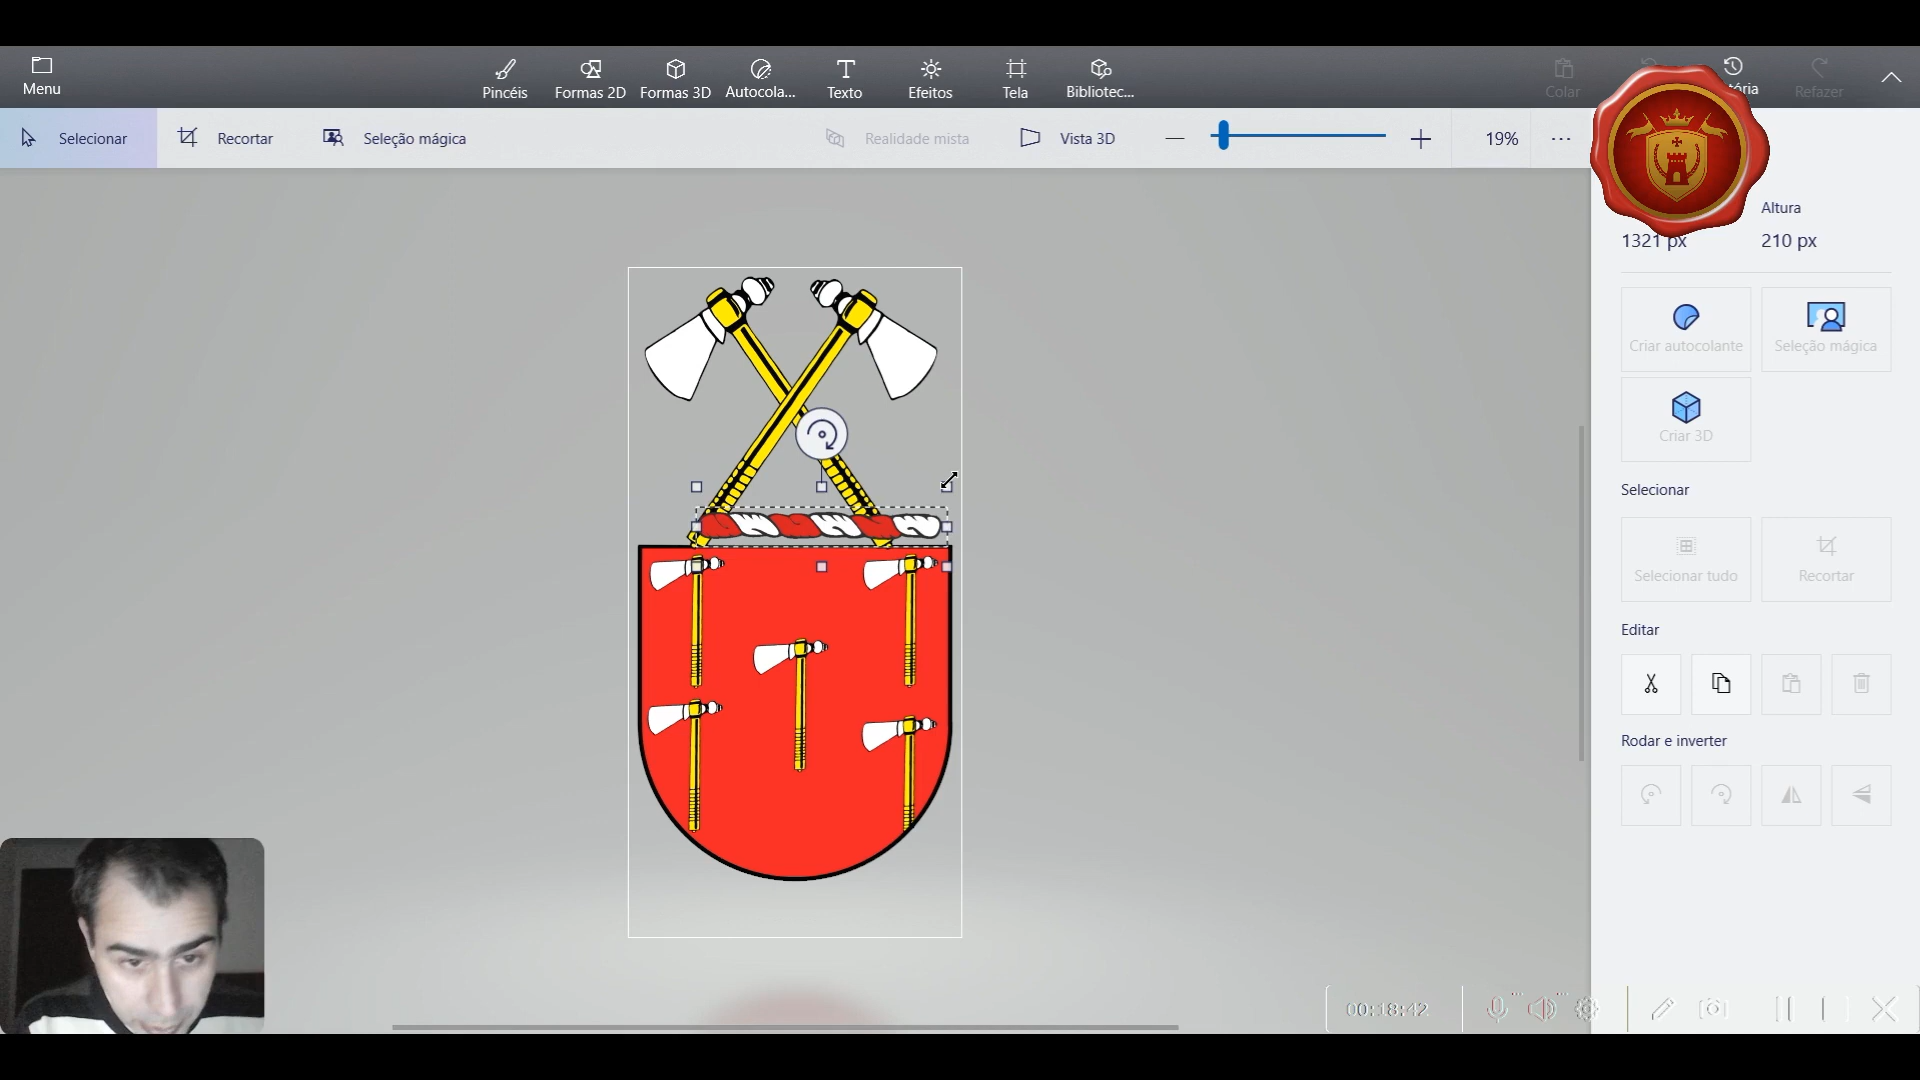 Menu
Pincéis
Formas 2D
Formas 3D
Autocola...
Texto
Efeitos
Tela
Bibliotec...
Colar
Refazer
Selecionar
Recortar
Seleção mágica
Realidade mista
Vista 3D
19%
Altura
1321 px
210 px
Criar autocolante
Seleção mágica
Criar 3D
Selecionar
Selecionar tudo
Recortar
Editar
Rodar e inverter
00:18:42